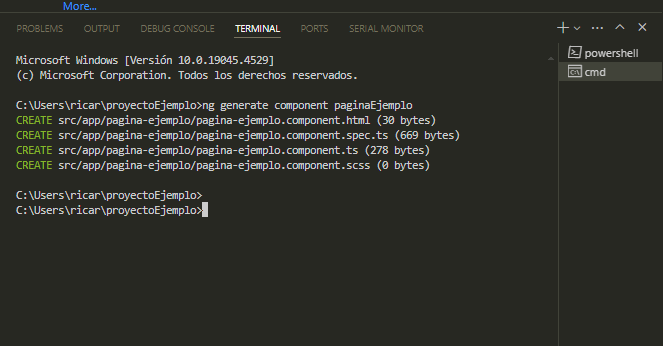 More...
PROBLEMS OUTPUT DEBUG CONSOLE TERMINAL PORTS SERIAL MONITOR
powershell
cmd
Microsoft Windows [Versión 10.0.19045.4529]
(c) Microsoft Corporation. Todos los derechos reservados.
C:\Users\ricar\proyectoEjemplo>ng generate component paginaEjemplo
CREATE src/app/pagina-ejemplo/pagina-ejemplo.component.html (30 bytes)
CREATE src/app/pagina-ejemplo/pagina-ejemplo.component.spec.ts (669 bytes)
CREATE src/app/pagina-ejemplo/pagina-ejemplo.component.ts (278 bytes)
CREATE src/app/pagina-ejemplo/pagina-ejemplo.component.scss (0 bytes)
C:\Users\ricar\proyectoEjemplo>
C:\Users\ricar\proyectoEjemplo>